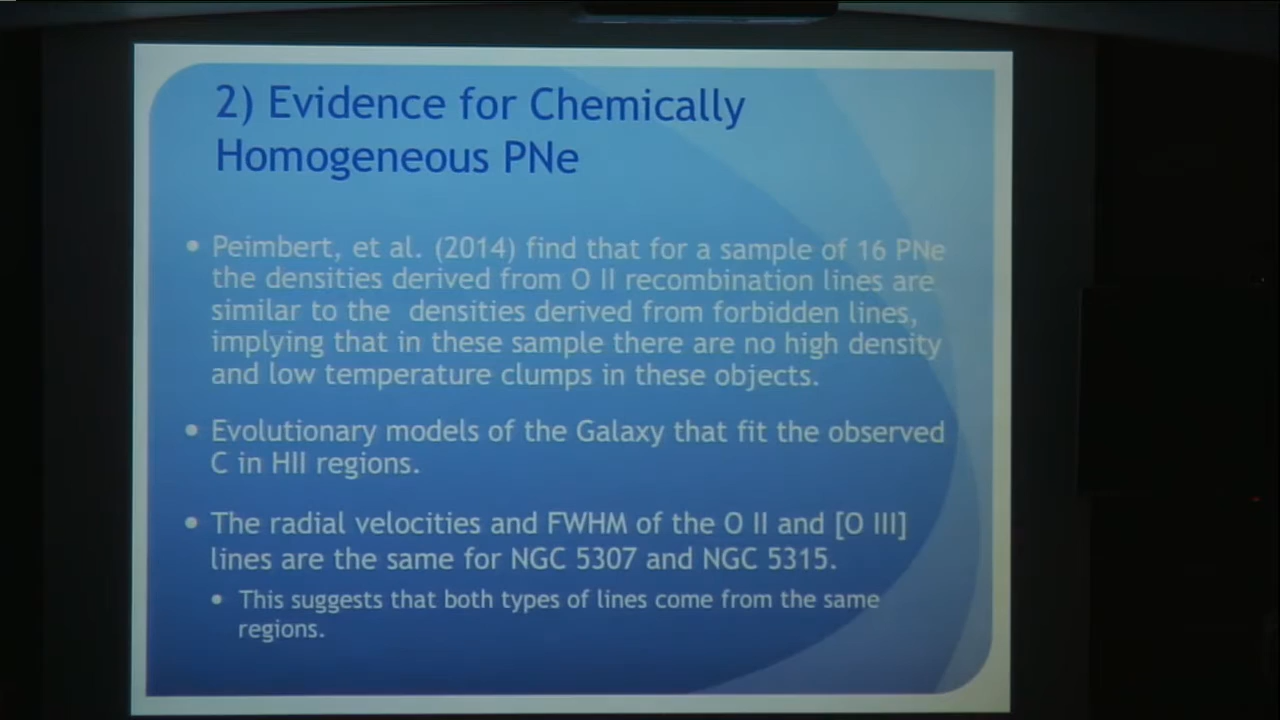 2) Evidence for Chemically
Homogeneous PNe
• Peimbert, et al. (2014) find that for a sample of 16 PNe
the densities derived from O II recombination lines are
similar to the densities derived from forbidden lines,
implying that in these sample there are no high density
and low temperature clumps in these objects.
• Evolutionary models of the Galaxy that fit the observed
C in HII regions.
• The radial velocities and FWHM of the O II and [O III]
lines are the same for NGC 5307 and NGC 5315.
• This suggests that both types of lines come from the same
regions.